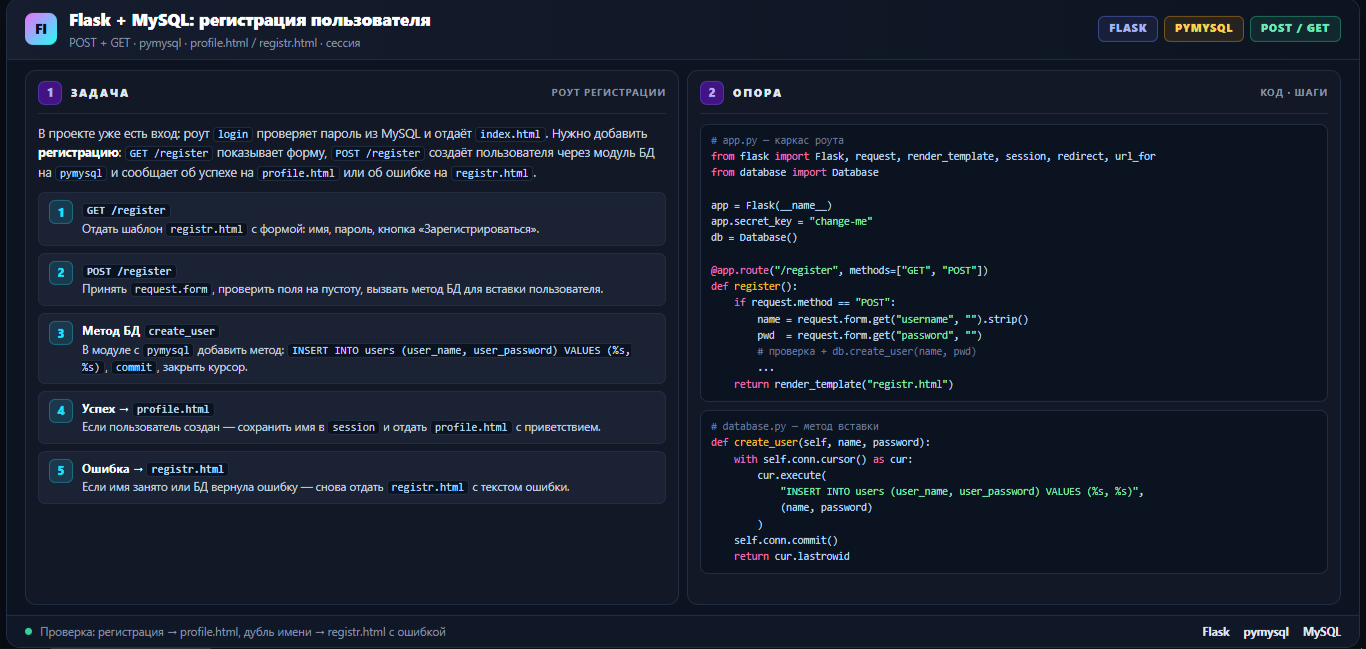 FI
Flask + MySQL: регистрация пользователя
POST + GET · pymysql · profile.html / registr.html · сессия
FLASK
PYMYSQL
POST / GET
1 ЗАДАЧА
РОУТ РЕГИСТРАЦИИ
В проекте уже есть вход: роут login проверяет пароль из MySQL и отдаёт index.html. Нужно добавить
регистрацию: GET /register показывает форму, POST /register создаёт пользователя через модуль БД
на pymysql и сообщает об успехе на profile.html или об ошибке на registr.html.
1 GET /register
Отдать шаблон registr.html с формой: имя, пароль, кнопка «Зарегистрироваться».
2 POST /register
Принять request.form, проверить поля на пустоту, вызвать метод БД для вставки пользователя.
3 Метод БД create_user
В модуле с pymysql добавить метод: INSERT INTO users (user_name, user_password) VALUES (%s,
%s), commit, закрыть курсор.
4 Успех → profile.html
Если пользователь создан — сохранить имя в session и отдать profile.html с приветствием.
5 Ошибка → registr.html
Если имя занято или БД вернула ошибку — снова отдать registr.html с текстом ошибки.
2 ОПОРА
КОД · ШАГИ
# app.py — каркас роута
from flask import Flask, request, render_template, session, redirect, url_for
from database import Database
app = Flask(__name__)
app.secret_key = "change-me"
db = Database()
@app.route("/register", methods=["GET", "POST"])
def register():
    if request.method == "POST":
        name = request.form.get("username", "").strip()
        pwd  = request.form.get("password", "")
        # проверка + db.create_user(name, pwd)
        ...
    return render_template("registr.html")
# database.py — метод вставки
def create_user(self, name, password):
    with self.conn.cursor() as cur:
        cur.execute(
            "INSERT INTO users (user_name, user_password) VALUES (%s, %s)",
            (name, password)
        )
    self.conn.commit()
    return cur.lastrowid
Проверка: регистрация → profile.html, дубль имени → registr.html с ошибкой
Flask pymysql MySQL